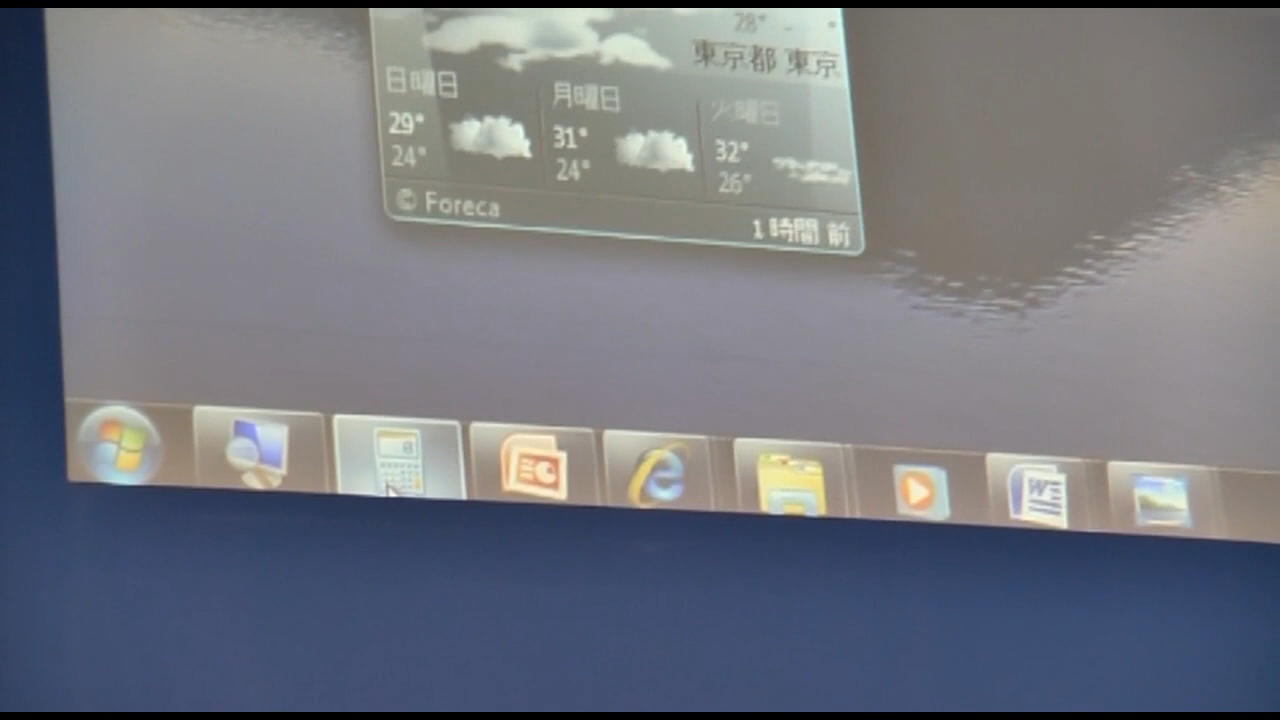 28°
東京都 東京
日曜日 月曜日 火曜日
29° 31° 32°
24° 24° 26°
© Foreca
1 時間 前